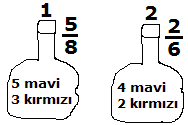 1
5/8
5 mavi
3 kırmızı
2
2/6
4 mavi
2 kırmızı